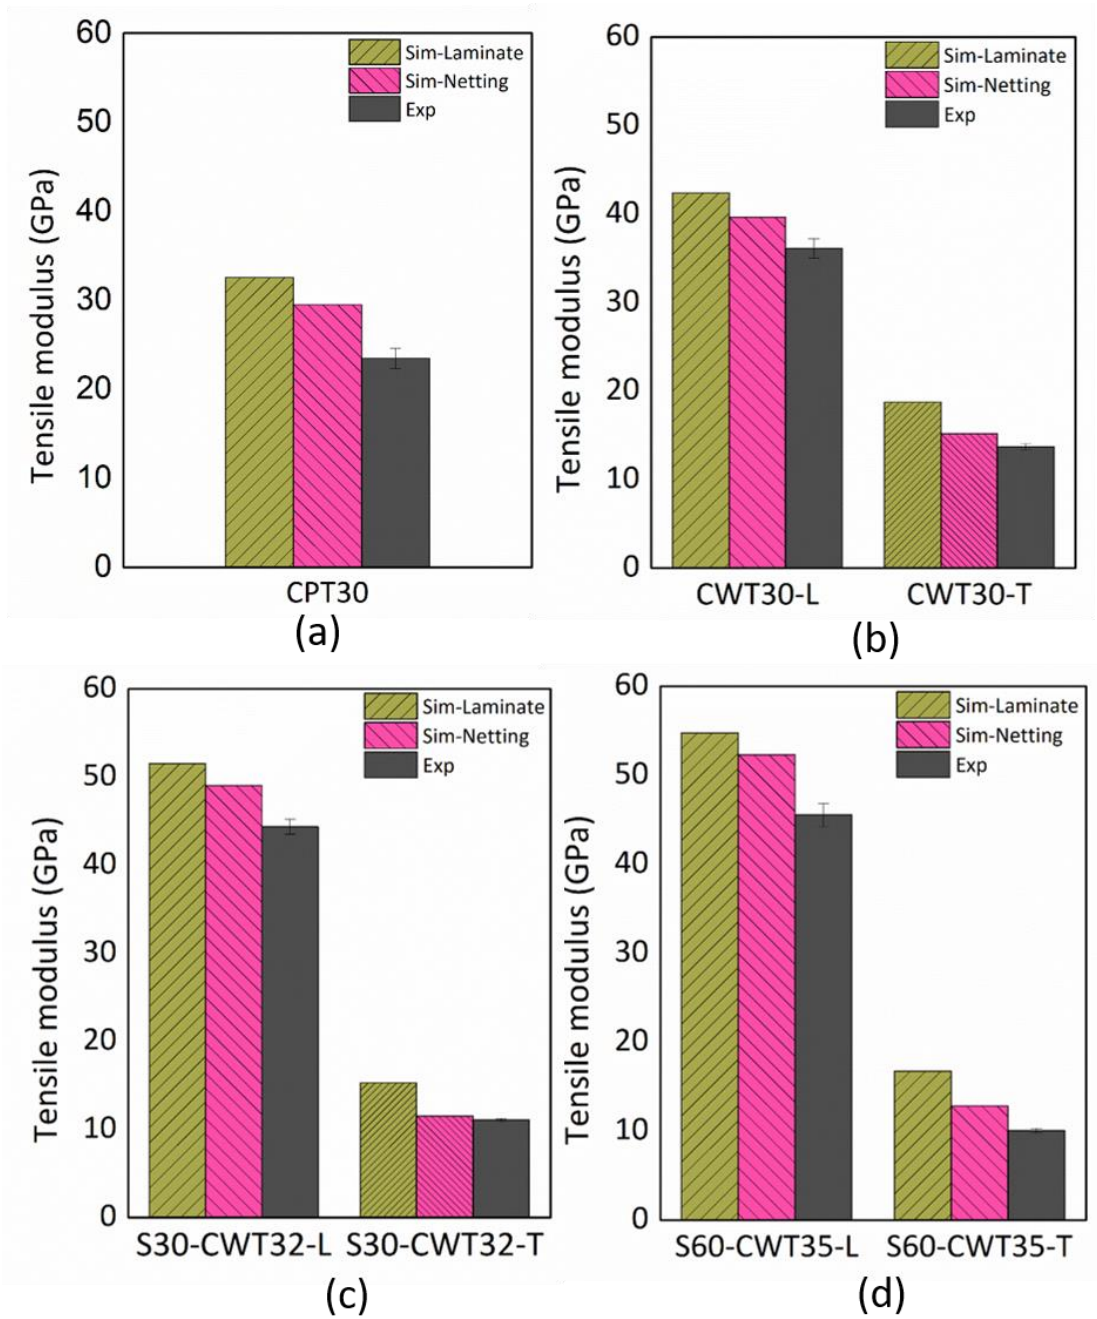 60
50
40
30
20
10
0
Tensile modulus (GPa)
Sim-Laminate
Sim-Netting
Exp
CPT30
(a)
60
50
40
30
20
10
0
Tensile modulus (GPa)
Sim-Laminate
Sim-Netting
Exp
CWT30-L CWT30-T
(b)
60
50
40
30
20
10
0
Tensile modulus (GPa)
Sim-Laminate
Sim-Netting
Exp
S30-CWT32-L S30-CWT32-T
(c)
60
50
40
30
20
10
0
Tensile modulus (GPa)
Sim-Laminate
Sim-Netting
Exp
S60-CWT35-L S60-CWT35-T
(d)